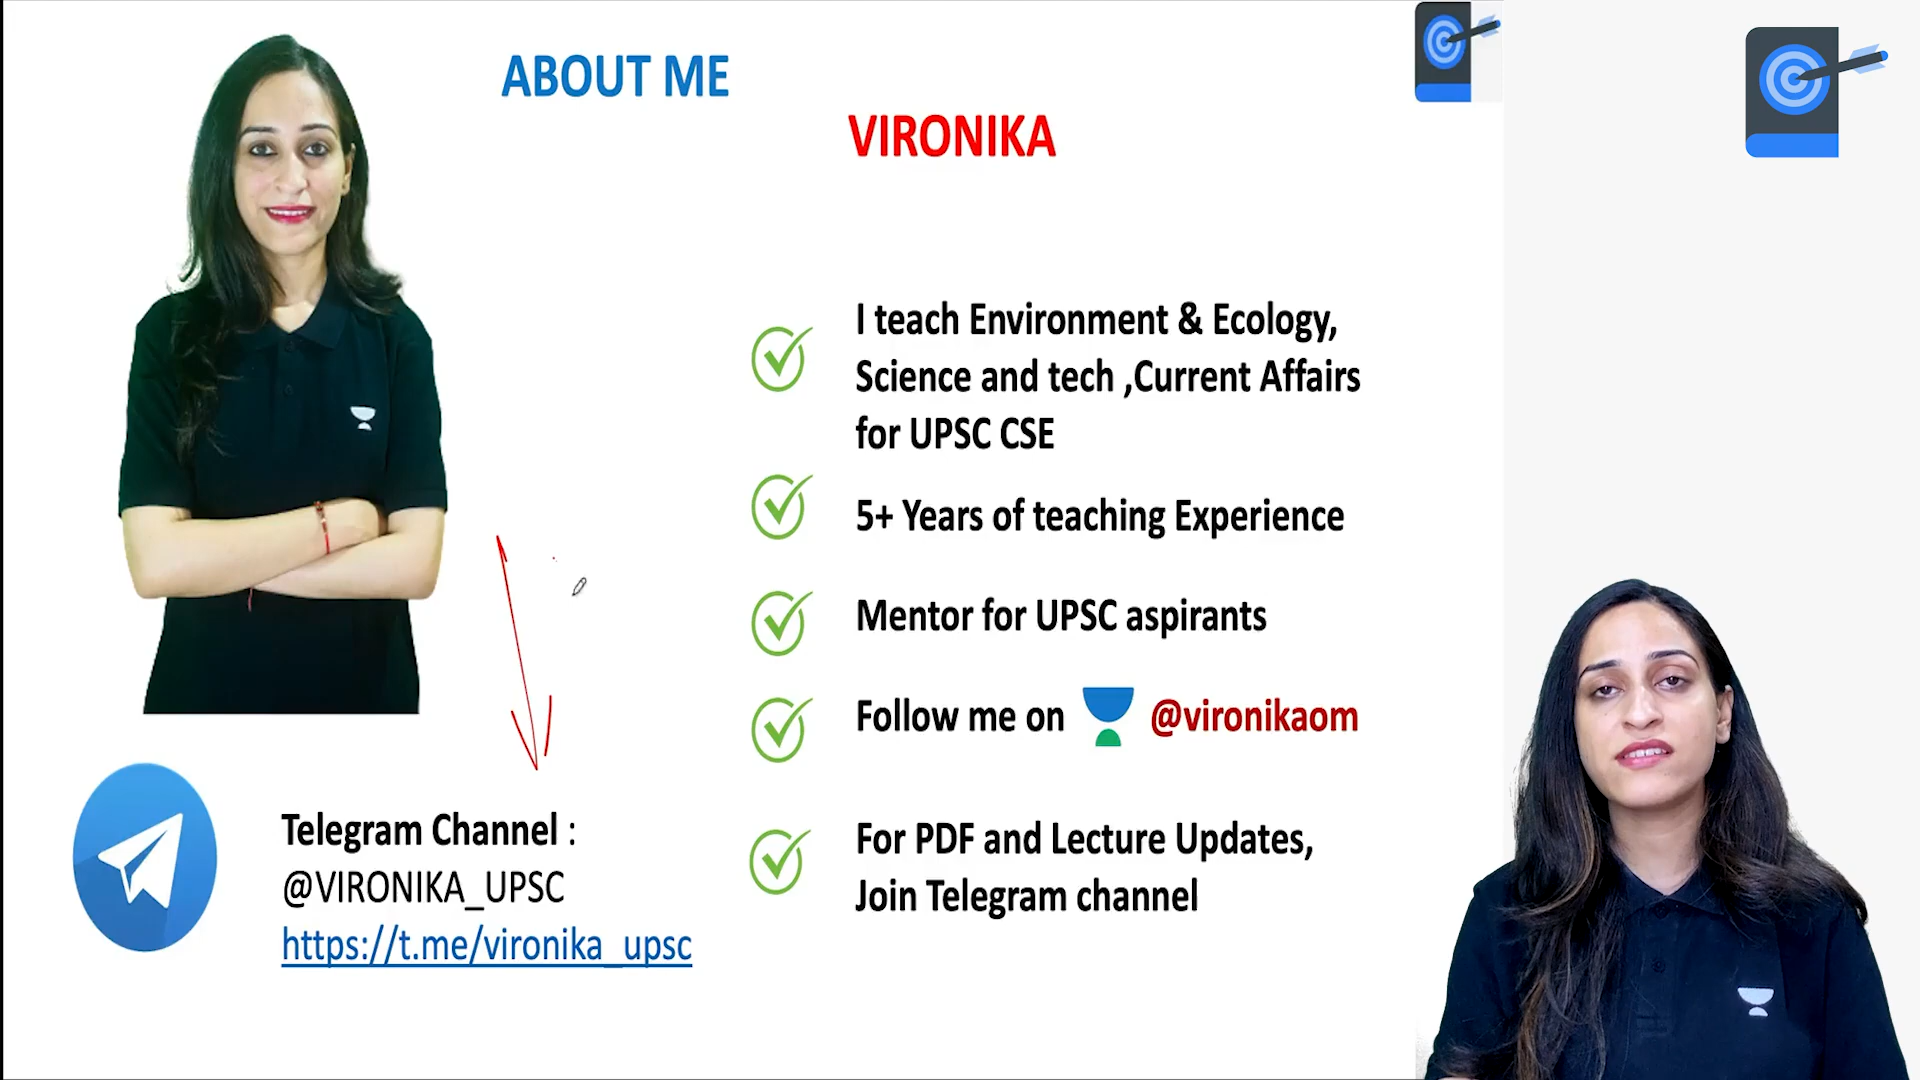 ABOUT ME
VIRONIKA
I teach Environment & Ecology,
Science and tech ,Current Affairs
for UPSC CSE
5+ Years of teaching Experience
Mentor for UPSC aspirants
Follow me on @vironikaom
For PDF and Lecture Updates,
Join Telegram channel
Telegram Channel :
@VIRONIKA_UPSC
https://t.me/vironika_upsc